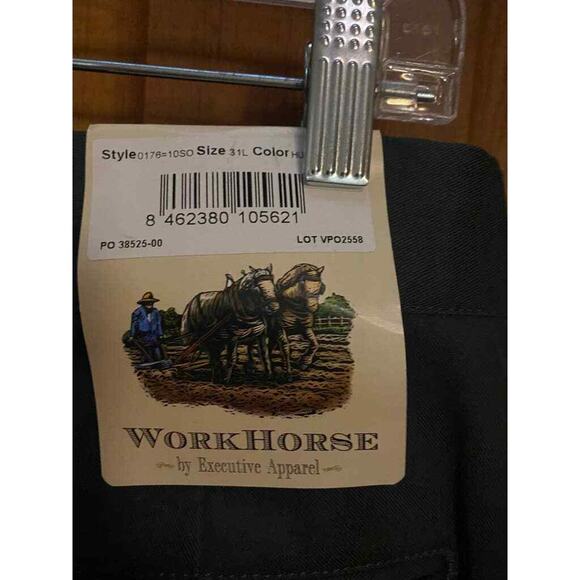 Style 0176=10SO Size 31L Color HU
8 462380 105621
PO 38525-00 LOT VPO2558
WORKHORSE
by Executive Apparel